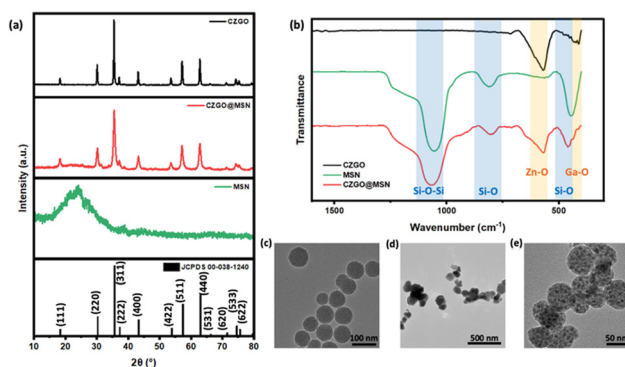 (a)
CZGO
CZGO@MSN
MSN
JCPDS 00-038-1240
(111)
(220)
(311)
(222)
(400)
(422)
(511)
(440)
(531)
(620)
(533)
(622)
Intensity (a.u.)
10 20 30 40 50 60 70 80
2θ (°)
(b)
Transmittance
CZGO
MSN
CZGO@MSN
Si-O-Si
Si-O
Zn-O
Si-O
Ga-O
1500 1000 500
Wavenumber (cm⁻¹)
(c)
100 nm
(d)
500 nm
(e)
50 nm